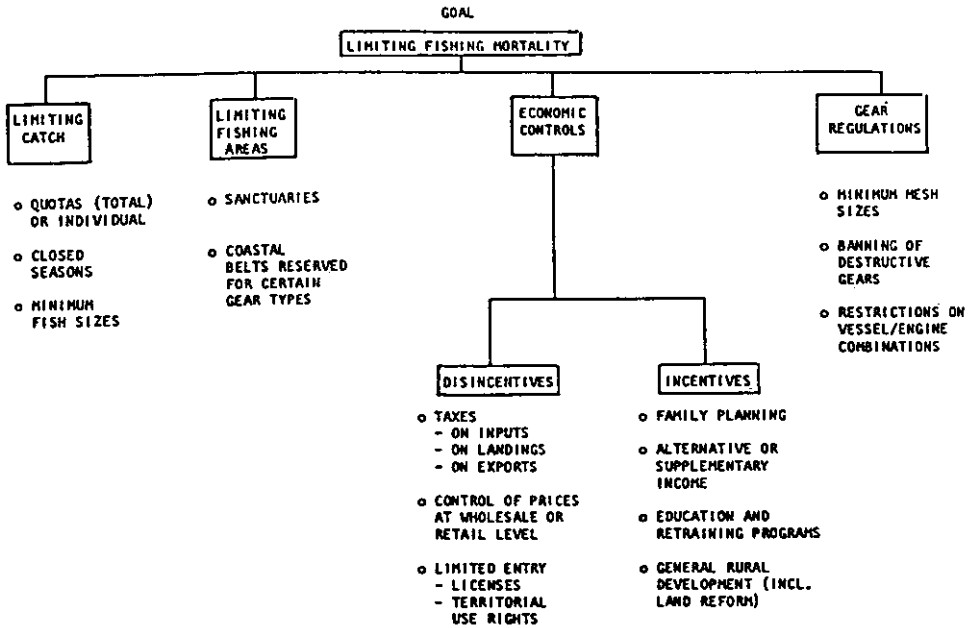 GOAL
LIMITING FISHING MORTALITY
LIMITING
CATCH
o QUOTAS (TOTAL)
OR INDIVIDUAL
o CLOSED
SEASONS
o MINIMUM
FISH SIZES
LIMITING
FISHING
AREAS
o SANCTUARIES
o COASTAL
BELTS RESERVED
FOR CERTAIN
GEAR TYPES
ECONOMIC
CONTROLS
DISINCENTIVES
o TAXES
- ON INPUTS
- ON LANDINGS
- ON EXPORTS
o CONTROL OF PRICES
AT WHOLESALE OR
RETAIL LEVEL
o LIMITED ENTRY
- LICENSES
- TERRITORIAL
USE RIGHTS
INCENTIVES
o FAMILY PLANNING
o ALTERNATIVE OR
SUPPLEMENTARY
INCOME
o EDUCATION AND
RETRAINING PROGRAMS
o GENERAL RURAL
DEVELOPMENT (INCL.
LAND REFORM)
GEAR
REGULATIONS
o MINIMUM MESH
SIZES
o BANNING OF
DESTRUCTIVE
GEARS
o RESTRICTIONS ON
VESSEL/ENGINE
COMBINATIONS